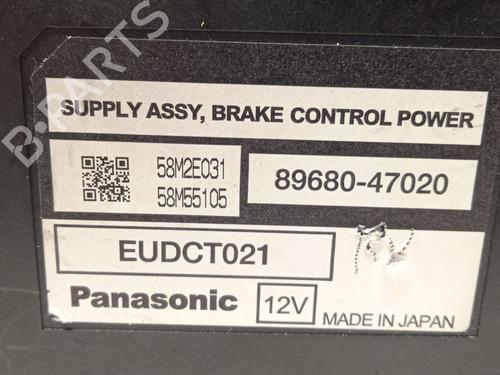 SUPPLY ASSY, BRAKE CONTROL POWER
58M2E031
58M55105
89680-47020
EUDCT021
Panasonic
12V
MADE IN JAPAN
B-PARTS